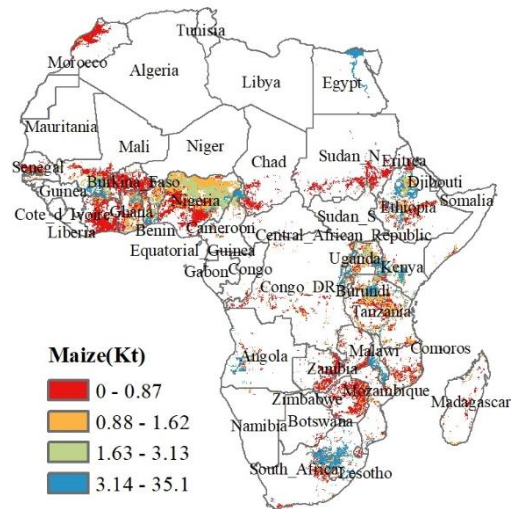 Tunisia
Morocco
Algeria
Libya
Egypt
Mauritania
Mali
Niger
Chad
Sudan_N
Eritrea
Senegal
Burkina_Faso
Djibouti
Guinea
Nigeria
Ethiopia
Somalia
Cote_d_Ivoire
Ghana
Sudan_S
Liberia
Benin
Cameroon
Central_African_Republic
Equatorial_Guinea
Uganda
Gabon
Congo
Kenya
Congo_DR
Burundi
Tanzania
Angola
Malawi
Comoros
Zambia
Mozambique
Madagascar
Zimbabwe
Namibia
Botswana
South_Africa
Lesotho
Maize(Kt)
0 - 0.87
0.88 - 1.62
1.63 - 3.13
3.14 - 35.1